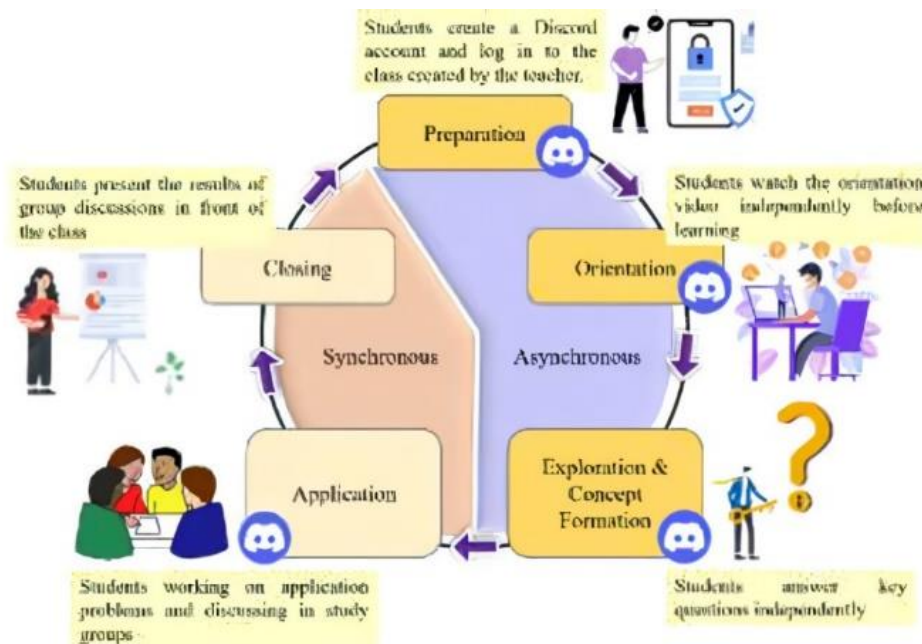 Students create a Discord
account and log in to the
class created by the teacher.
Preparation
Students present the results of
group discussions in front of
the class
Students watch the orientation
video independently before
learning
Closing
Orientation
Synchronous
Asynchronous
Application
Exploration &
Concept
Formation
Students working on application
problems and discussing in study
groups
Students answer key
questions independently